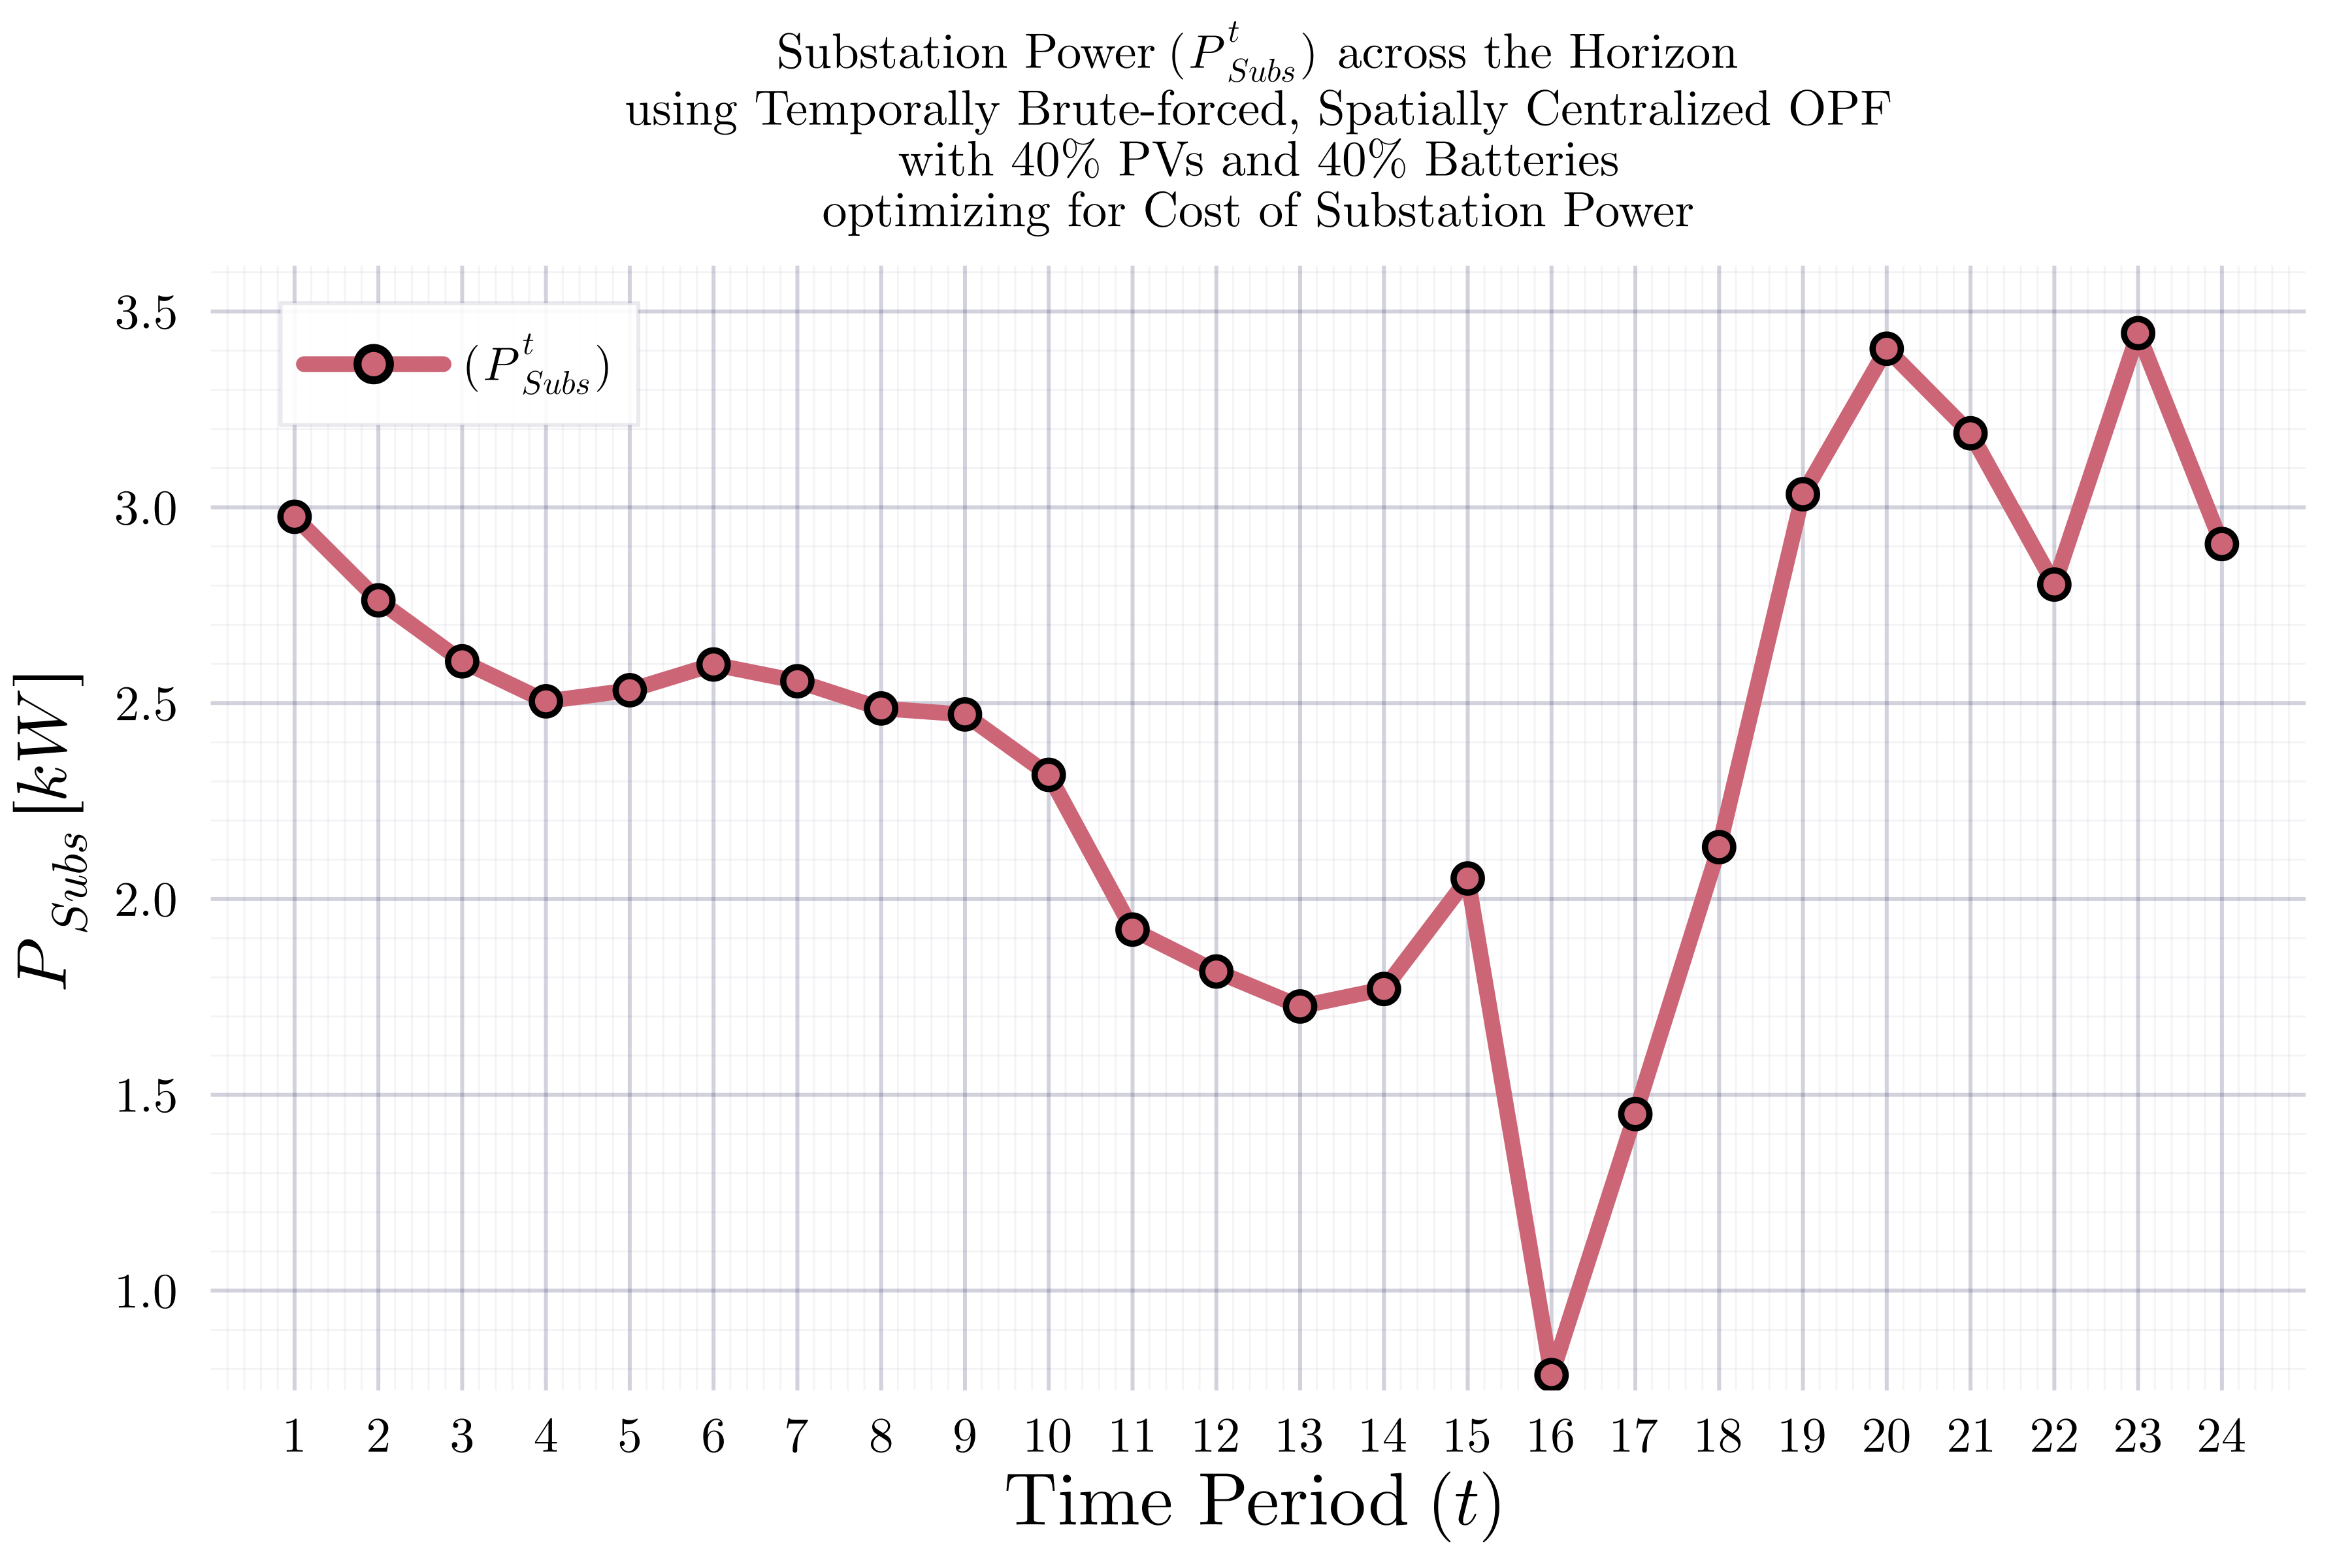 Substation Power (P^t_Subs) across the Horizon
using Temporally Brute-forced, Spatially Centralized OPF
with 40% PVs and 40% Batteries
optimizing for Cost of Substation Power
(P^t_Subs)
P_Subs [kW]
3.5
3.0
2.5
2.0
1.5
1.0
1 2 3 4 5 6 7 8 9 10 11 12 13 14 15 16 17 18 19 20 21 22 23 24
Time Period (t)